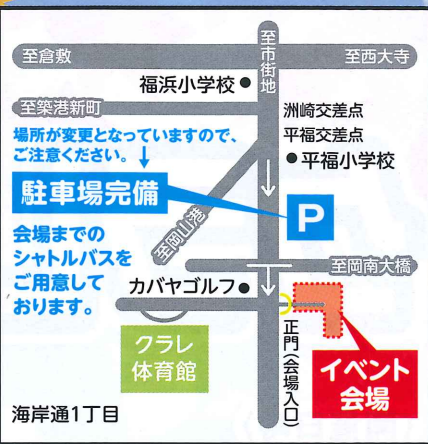 至市街地
至倉敷
至西大寺
福浜小学校
至築港新町
洲崎交差点
場所が変更となっていますので、
ご注意ください。
平福交差点
平福小学校
駐車場完備
P
会場までの
シャトルバスを
ご用意して
おります。
至岡山港
至岡南大橋
カバヤゴルフ
クラレ
体育館
正門(会場入口)
イベント
会場
海岸通1丁目